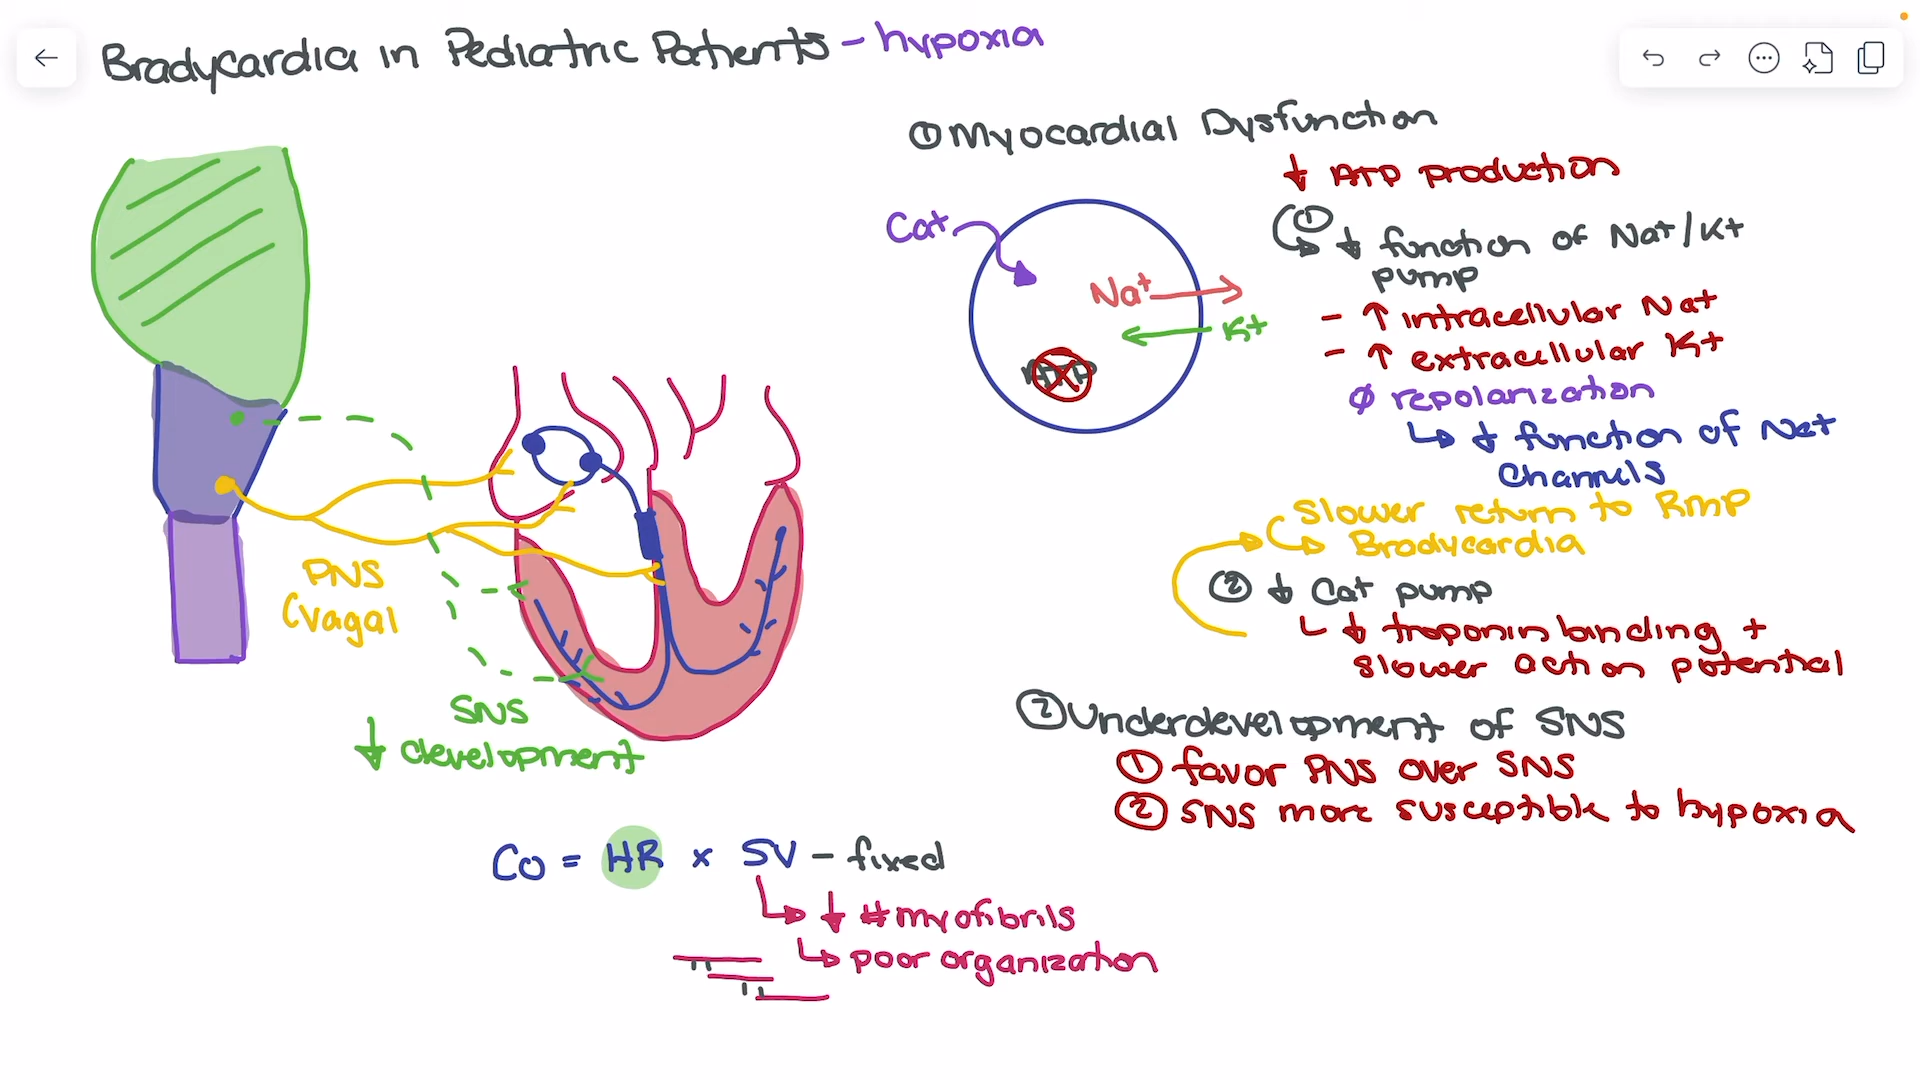 Bradycardia in Pediatric Patients - hypoxia
① Myocardial Dysfunction
↓ ATP production
①
↓ function of Na+/K+
pump
- ↑ intracellular Na+
- ↑ extracellular K+
Ø repolarization
↳ ↓ function of Na+
Channels
Slower return to RMP
↳ Bradycardia
② ↓ Ca+ pump
↳ ↓ troponin binding +
slower action potential
Ca+
Na+
K+
ATP
② Underdevelopment of SNS
① favor PNS over SNS
② SNS more susceptible to hypoxia
PNS
(vagal
SNS
↓ development
CO = HR x SV - fixed
↳ ↓ # myofibrils
↳ poor organization